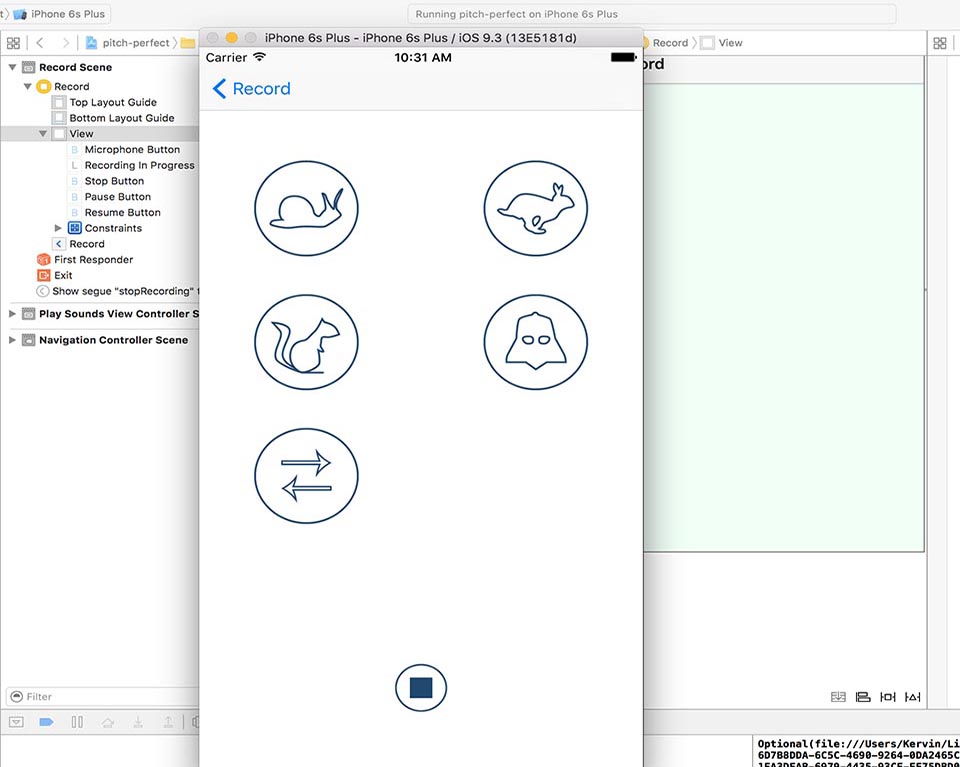 iPhone 6s Plus
Running pitch-perfect on iPhone 6s Plus
pitch-perfect
iPhone 6s Plus - iPhone 6s Plus / iOS 9.3 (13E5181d)
Record
View
Carrier
10:31 AM
Record
Record Scene
Record
Top Layout Guide
Bottom Layout Guide
View
B Microphone Button
L Recording In Progress
B Stop Button
B Pause Button
B Resume Button
Constraints
Record
First Responder
Exit
Show segue "stopRecording"
Play Sounds View Controller S
Navigation Controller Scene
Filter
Optional(file:///Users/Kervin/Li
6D7B8DDA-6C5C-4690-9264-0DA2465C